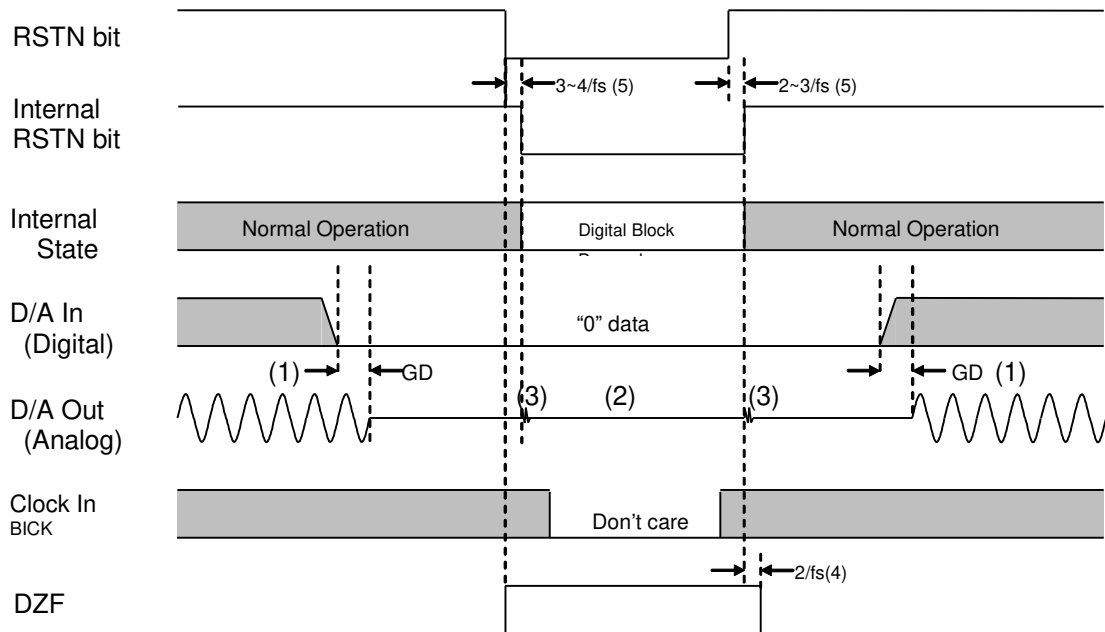 RSTN bit
3~4/fs (5)
2~3/fs (5)
Internal
RSTN bit
Internal
State
Normal Operation
Digital Block
Normal Operation
D/A In
(Digital)
“0” data
(1)
GD
GD
(1)
D/A Out
(Analog)
(3)
(2)
(3)
Clock In
BICK
Don’t care
2/fs(4)
DZF